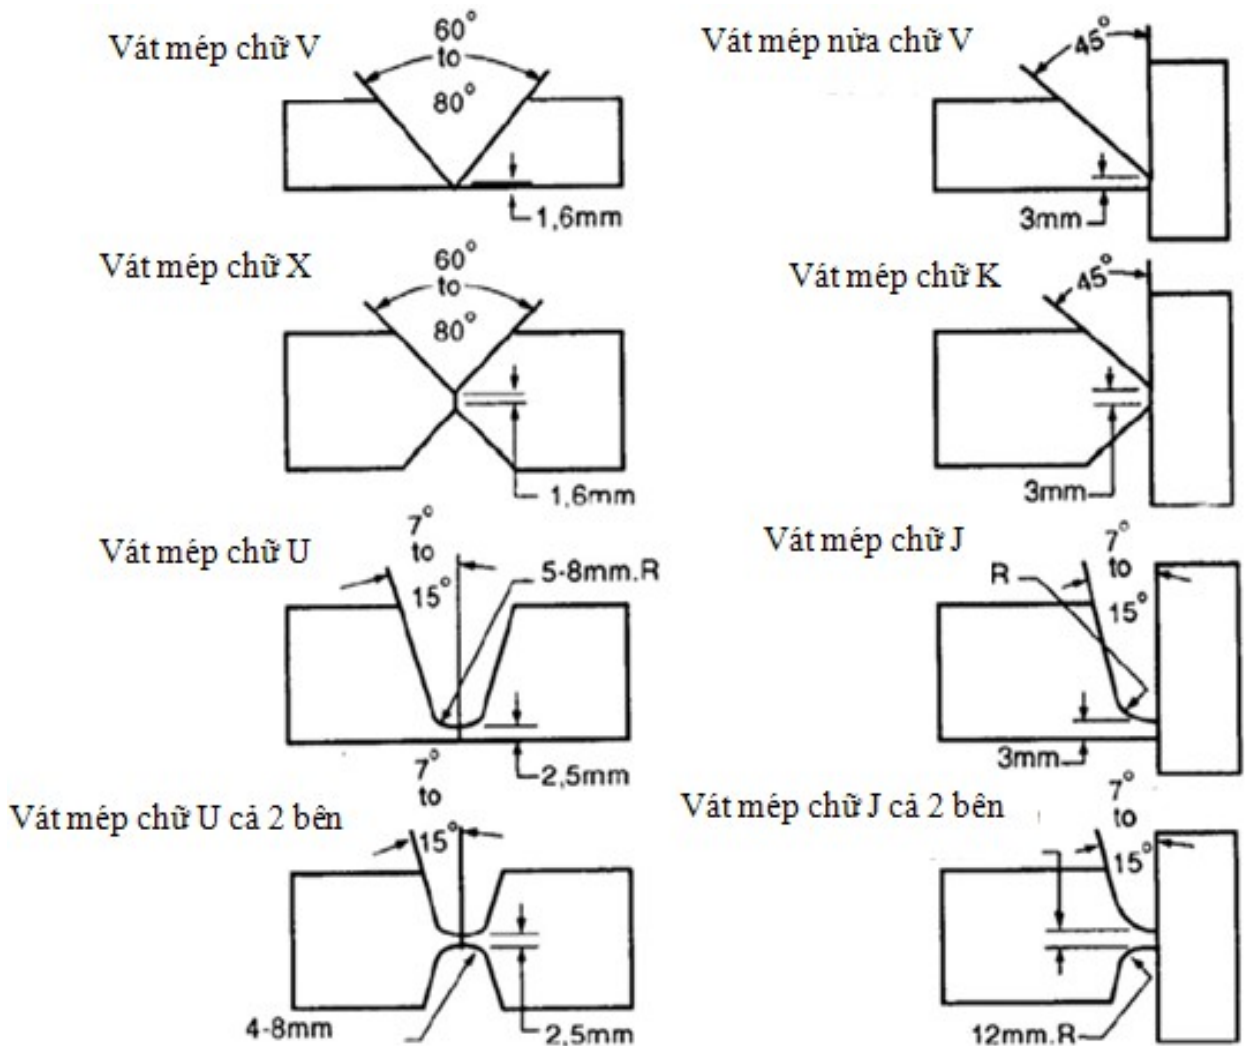 Vát mép chữ V
60°
to
80°
1,6mm
Vát mép nửa chữ V
45°
3mm
Vát mép chữ X
60°
to
80°
1,6mm
Vát mép chữ K
45°
3mm
Vát mép chữ U
7°
to
15°
5-8mm.R
2,5mm
Vát mép chữ J
R
7°
to
15°
3mm
Vát mép chữ U cả 2 bên
7°
to
15°
4-8mm
2,5mm
Vát mép chữ J cả 2 bên
7°
to
15°
12mm.R